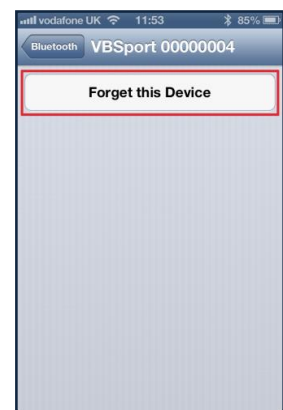 vodafone UK 11:53 85%
Bluetooth VBSport 00000004
Forget this Device